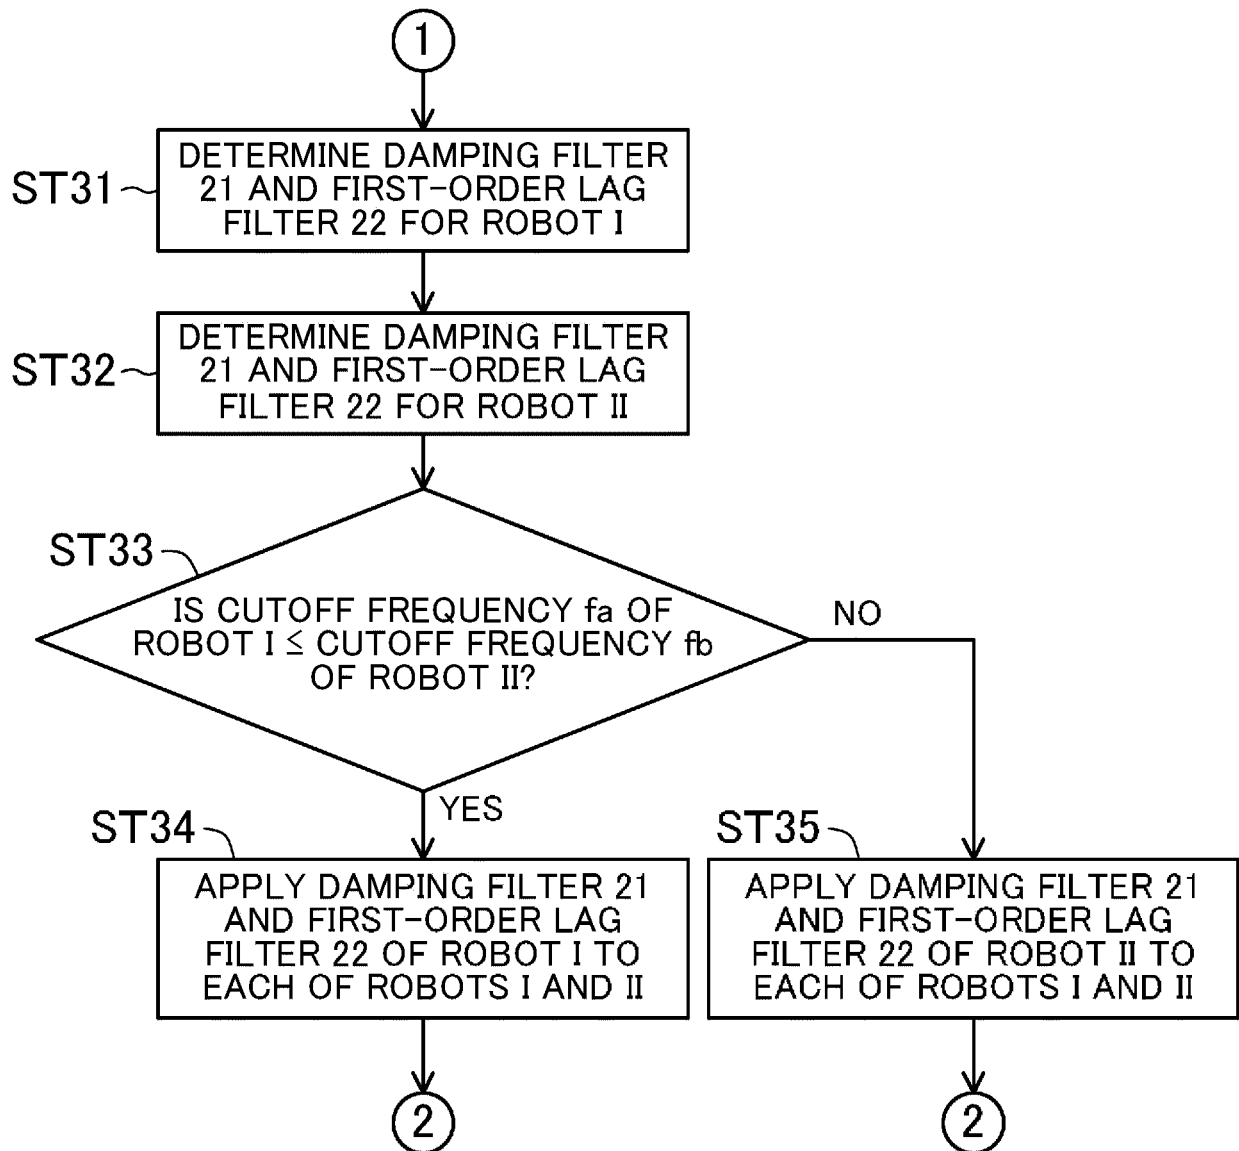 1
ST31
DETERMINE DAMPING FILTER
21 AND FIRST-ORDER LAG
FILTER 22 FOR ROBOT I
ST32
DETERMINE DAMPING FILTER
21 AND FIRST-ORDER LAG
FILTER 22 FOR ROBOT II
ST33
IS CUTOFF FREQUENCY fa OF
ROBOT I ≤ CUTOFF FREQUENCY fb
OF ROBOT II?
NO
YES
ST34
APPLY DAMPING FILTER 21
AND FIRST-ORDER LAG
FILTER 22 OF ROBOT I TO
EACH OF ROBOTS I AND II
ST35
APPLY DAMPING FILTER 21
AND FIRST-ORDER LAG
FILTER 22 OF ROBOT II TO
EACH OF ROBOTS I AND II
2
2